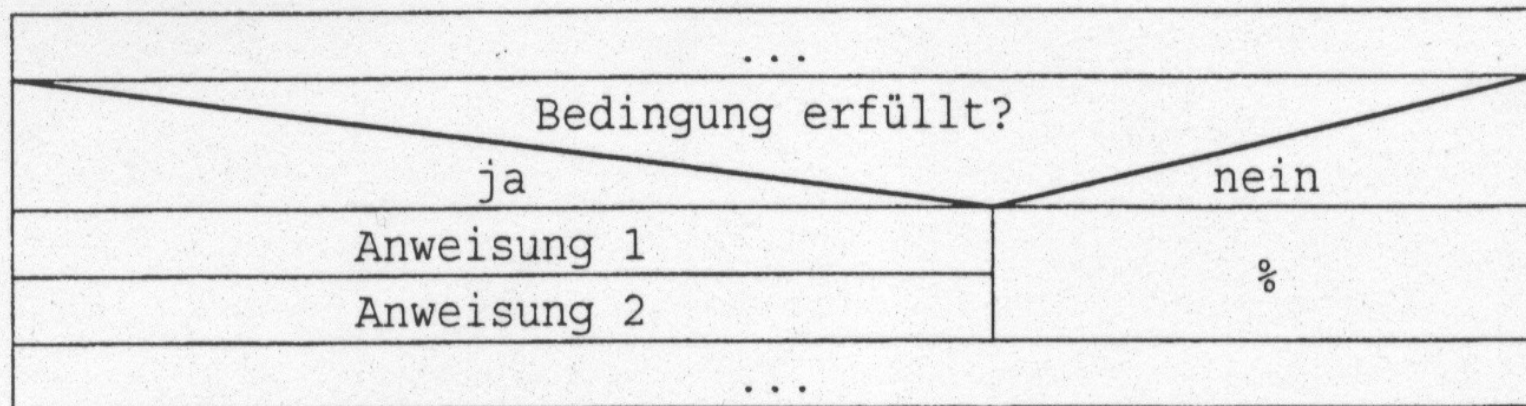 ...
Bedingung erfüllt?
ja nein
Anweisung 1
%
Anweisung 2
...